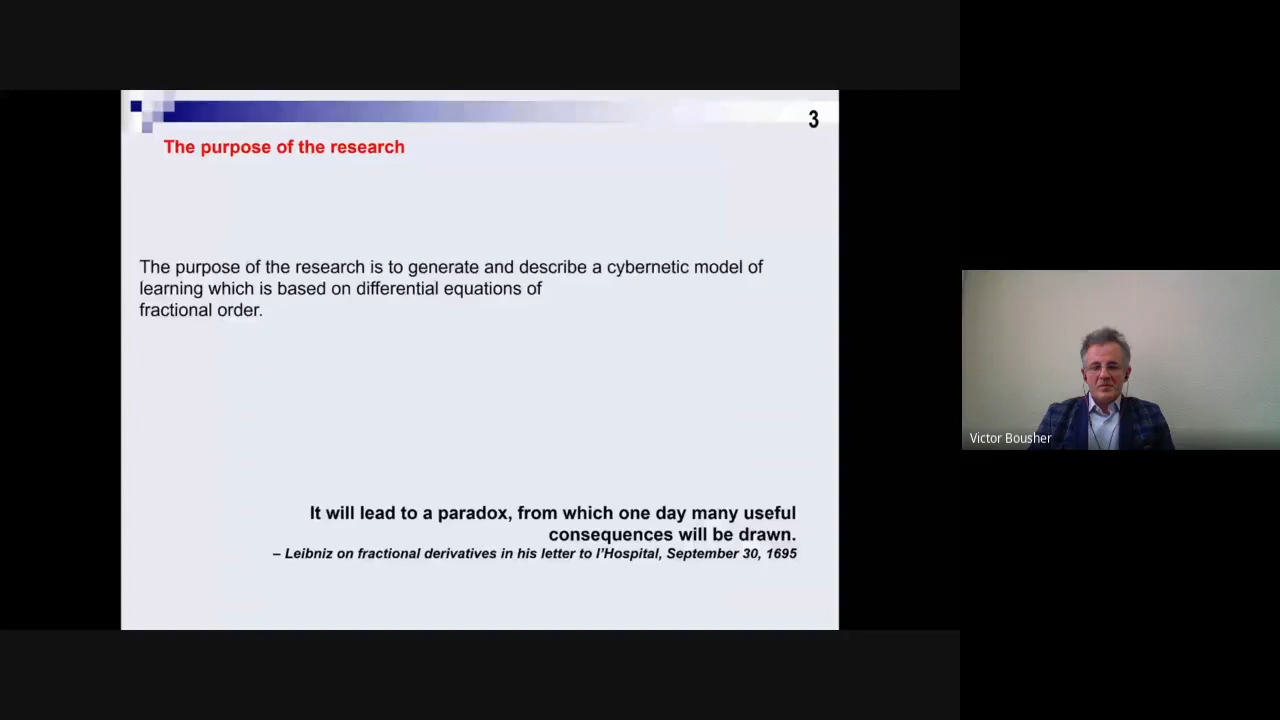 3
The purpose of the research
The purpose of the research is to generate and describe a cybernetic model of
learning which is based on differential equations of
fractional order.
It will lead to a paradox, from which one day many useful
consequences will be drawn.
– Leibniz on fractional derivatives in his letter to l’Hospital, September 30, 1695
Victor Bousher